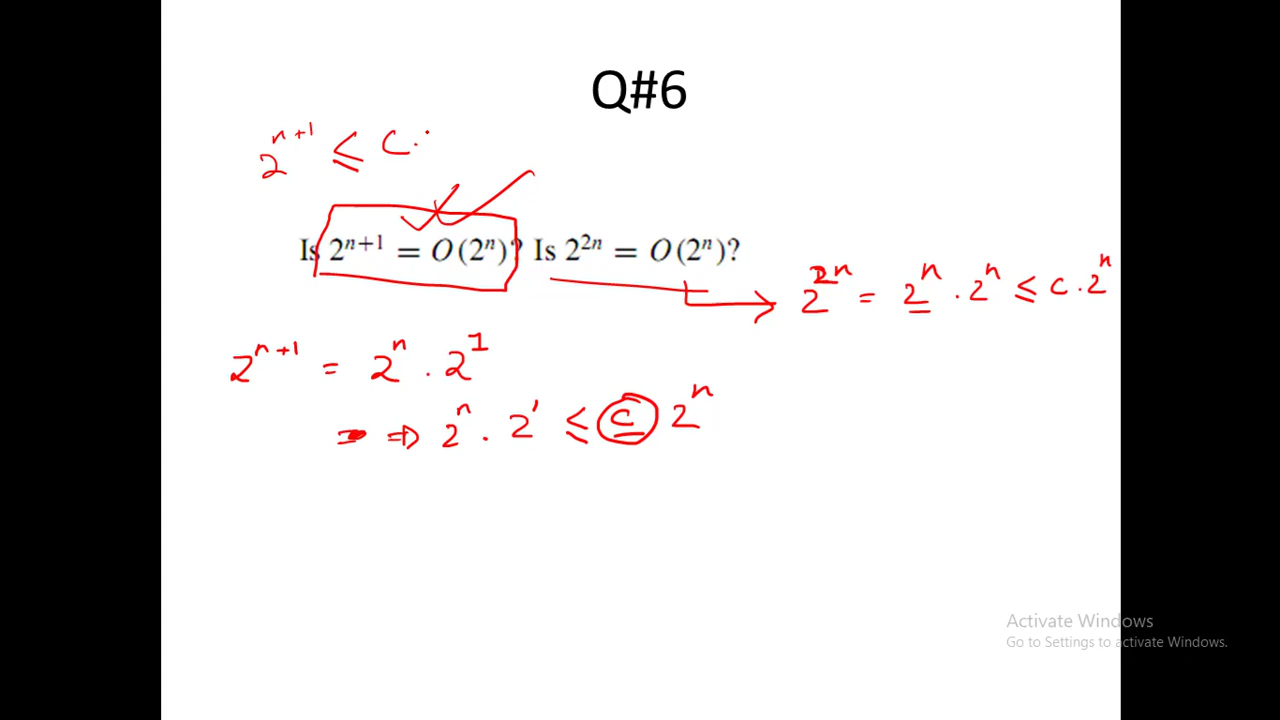 Q#6
2^{n+1} ≤ C.
Is 2^{n+1} = O(2^n)? Is 2^{2n} = O(2^n)?
2^{2n} = 2^n . 2^n ≤ c . 2^n
2^{n+1} = 2^n . 2^1
⇒ 2^n . 2^1 ≤ c 2^n
Activate Windows
Go to Settings to activate Windows.